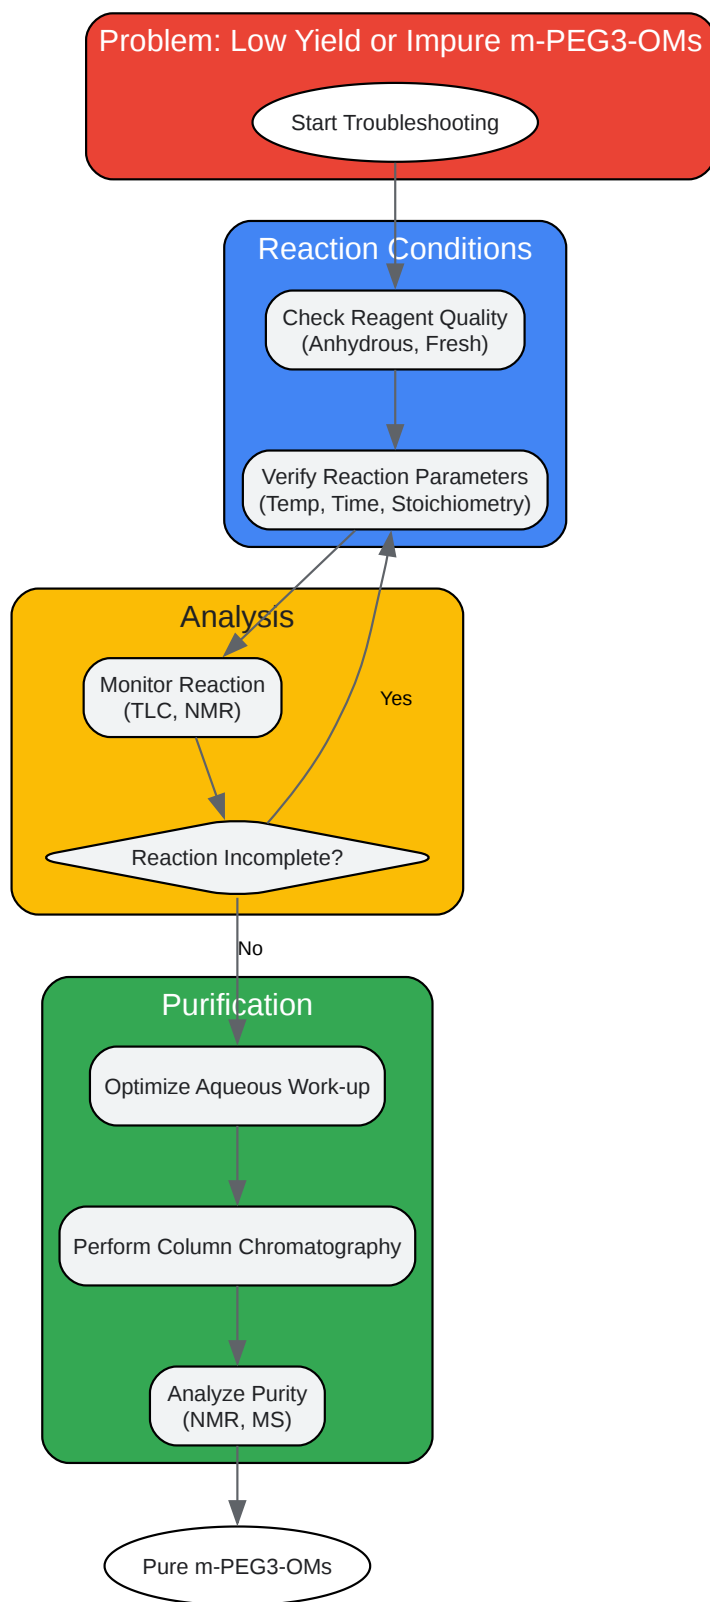 Problem: Low Yield or Impure m-PEG3-OMs
Start Troubleshooting
Reaction Conditions
Check Reagent Quality
(Anhydrous, Fresh)
Verify Reaction Parameters
(Temp, Time, Stoichiometry)
Analysis
Monitor Reaction
(TLC, NMR)
Yes
Reaction Incomplete?
No
Purification
Optimize Aqueous Work-up
Perform Column Chromatography
Analyze Purity
(NMR, MS)
Pure m-PEG3-OMs